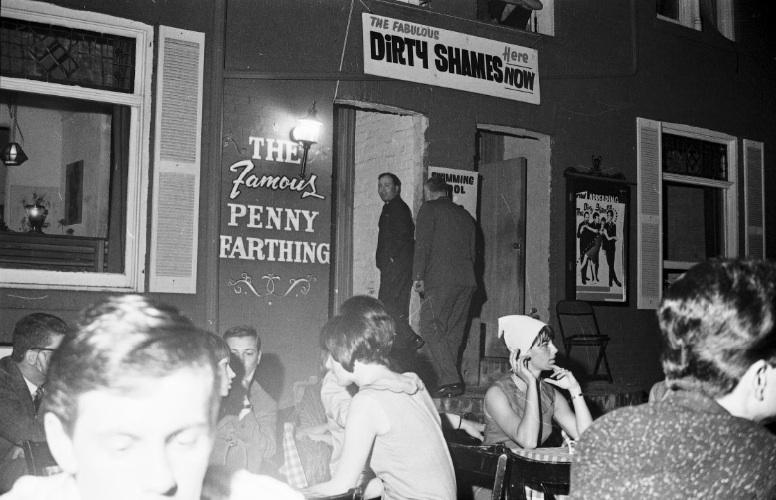 THE FABULOUS
DiRTY SHAMES Here
NOW
THE
Famous
PENNY
FARTHING
SWIMMING
POOL